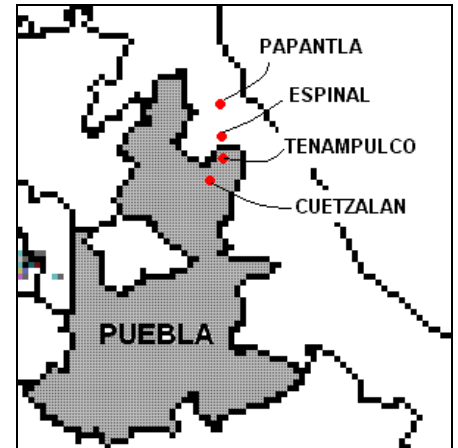 PAPANTLA
ESPINAL
TENAMPULCO
CUETZALAN
PUEBLA